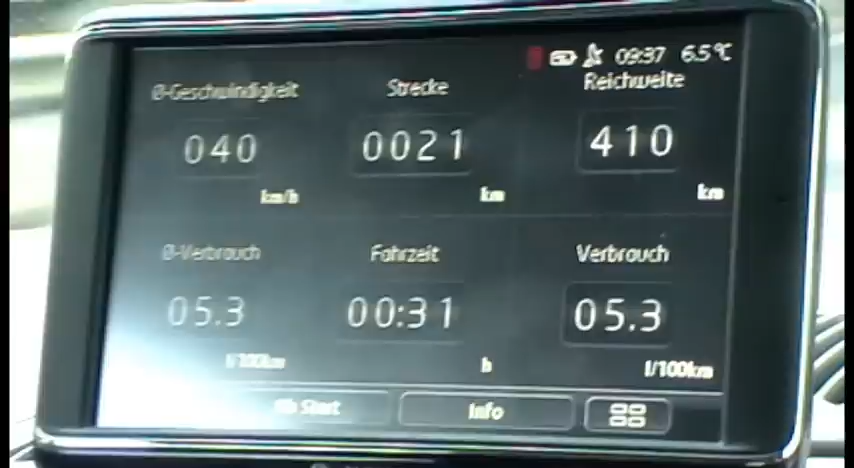 09:37 6.5°C
Ø-Geschwindigkeit Strecke Reichweite
040 0021 410
km/h km km
Ø-Verbrauch Fahrzeit Verbrauch
05.3 00:31 05.3
l/100km h l/100km
Ab Start Info